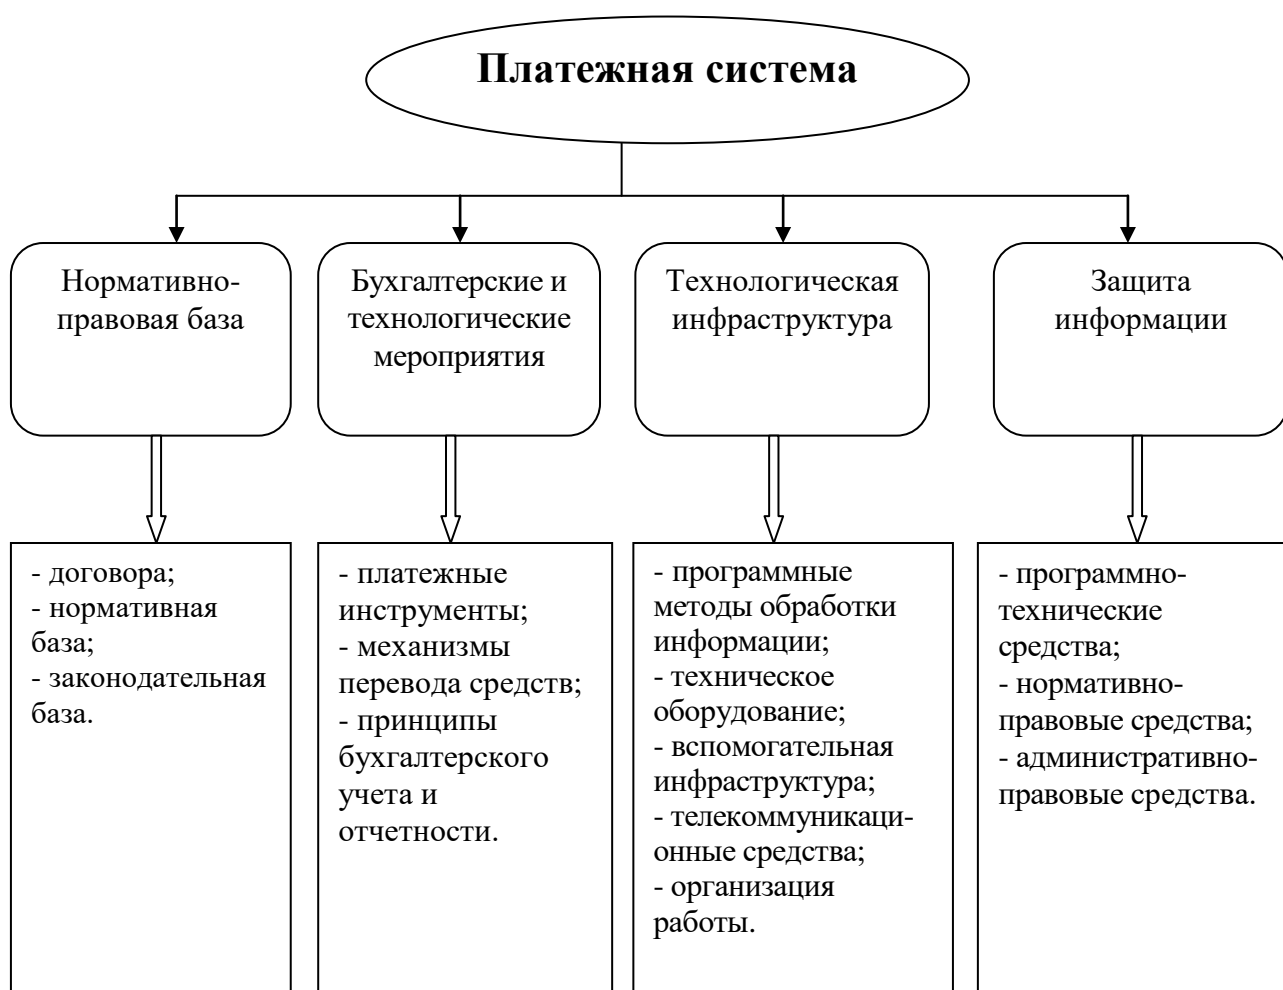 Платежная система
Нормативно-
правовая база
Бухгалтерские и
технологические
мероприятия
Технологическая
инфраструктура
Защита
информации
- договора;
- нормативная
база;
- законодательная
база.
- платежные
инструменты;
- механизмы
перевода средств;
- принципы
бухгалтерского
учета и
отчетности.
- программные
методы обработки
информации;
- техническое
оборудование;
- вспомогательная
инфраструктура;
- телекоммуникаци-
онные средства;
- организация
работы.
- программно-
технические
средства;
- нормативно-
правовые средства;
- административно-
правовые средства.